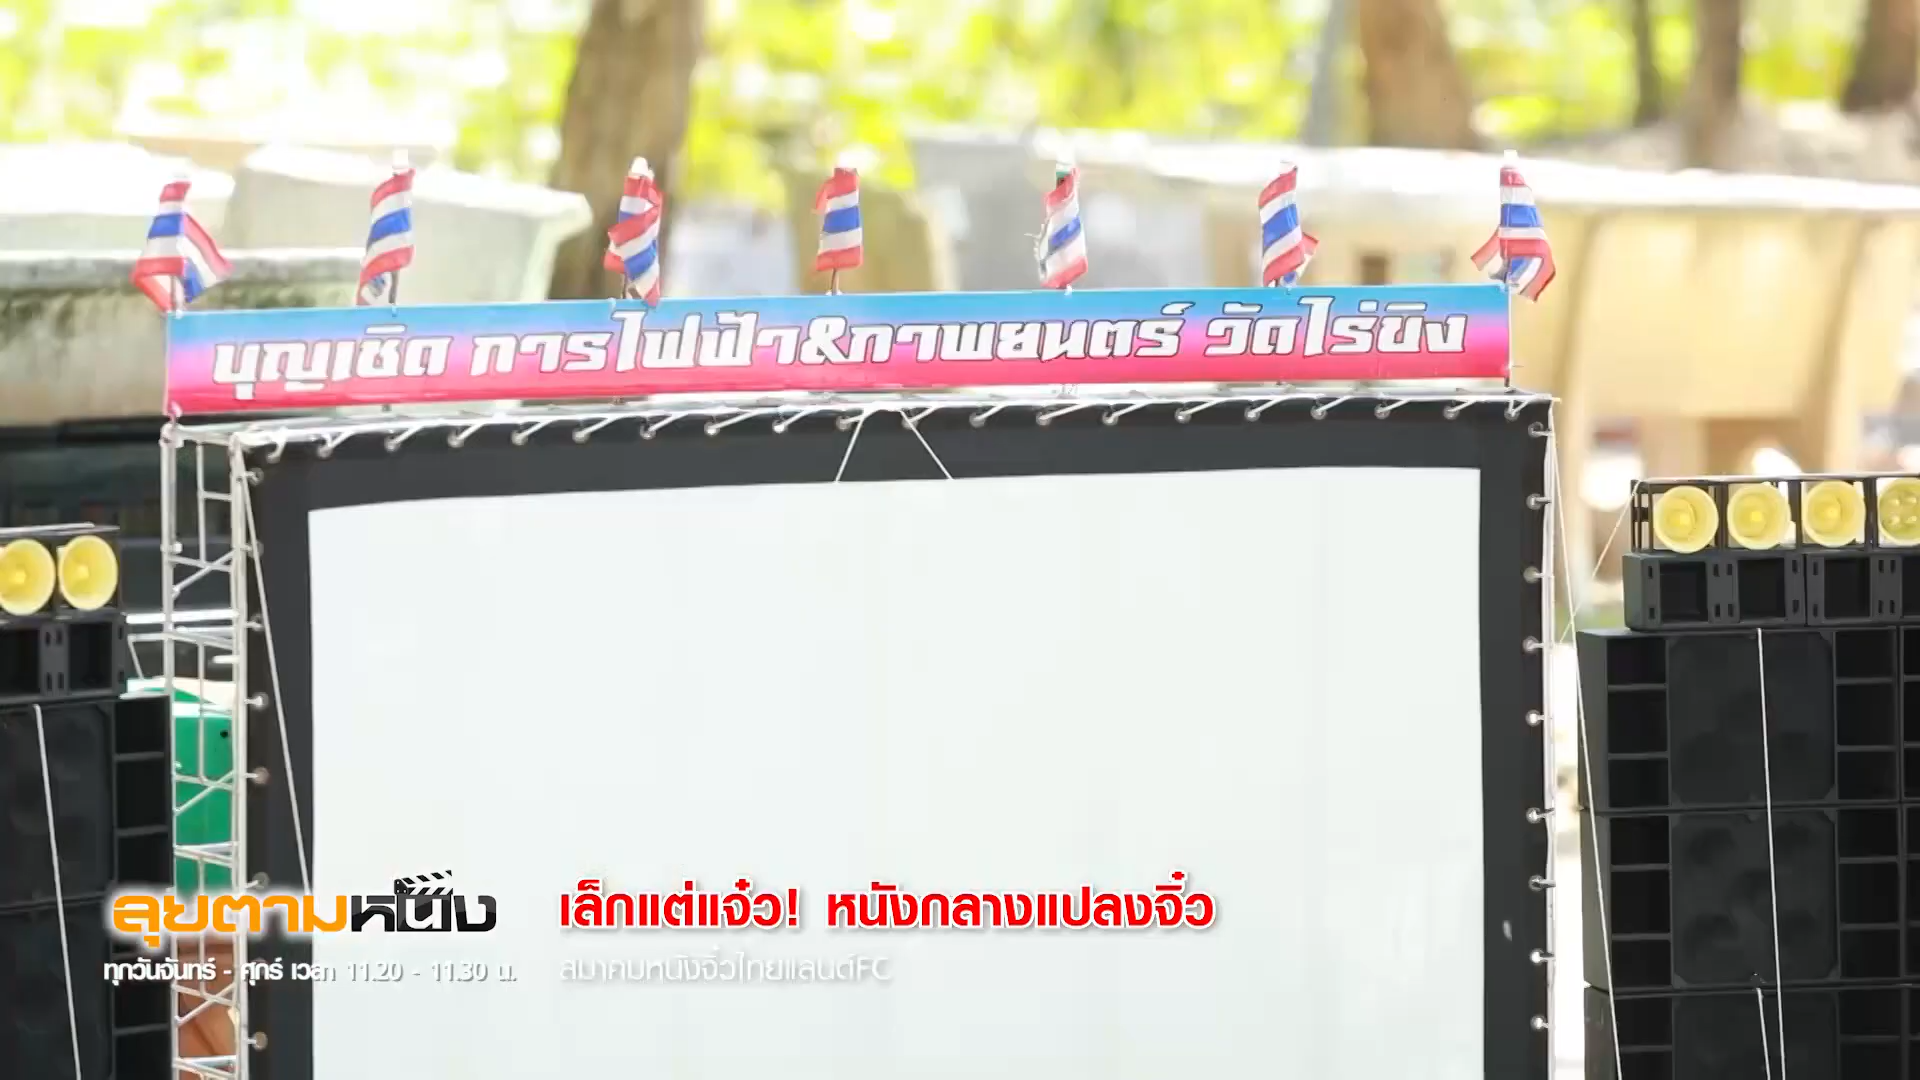 บุญเชิด การไฟฟ้า&ภาพยนตร์ วัดไร่ขิง
ลุยตามหนัง
เล็กแต่แจ๋ว! หนังกลางแปลงจิ๋ว
ทุกวันจันทร์ - ศุกร์ เวลา 11.20 - 11.30 น.
สมาคมหนังจิ๋วไทยแลนด์FC